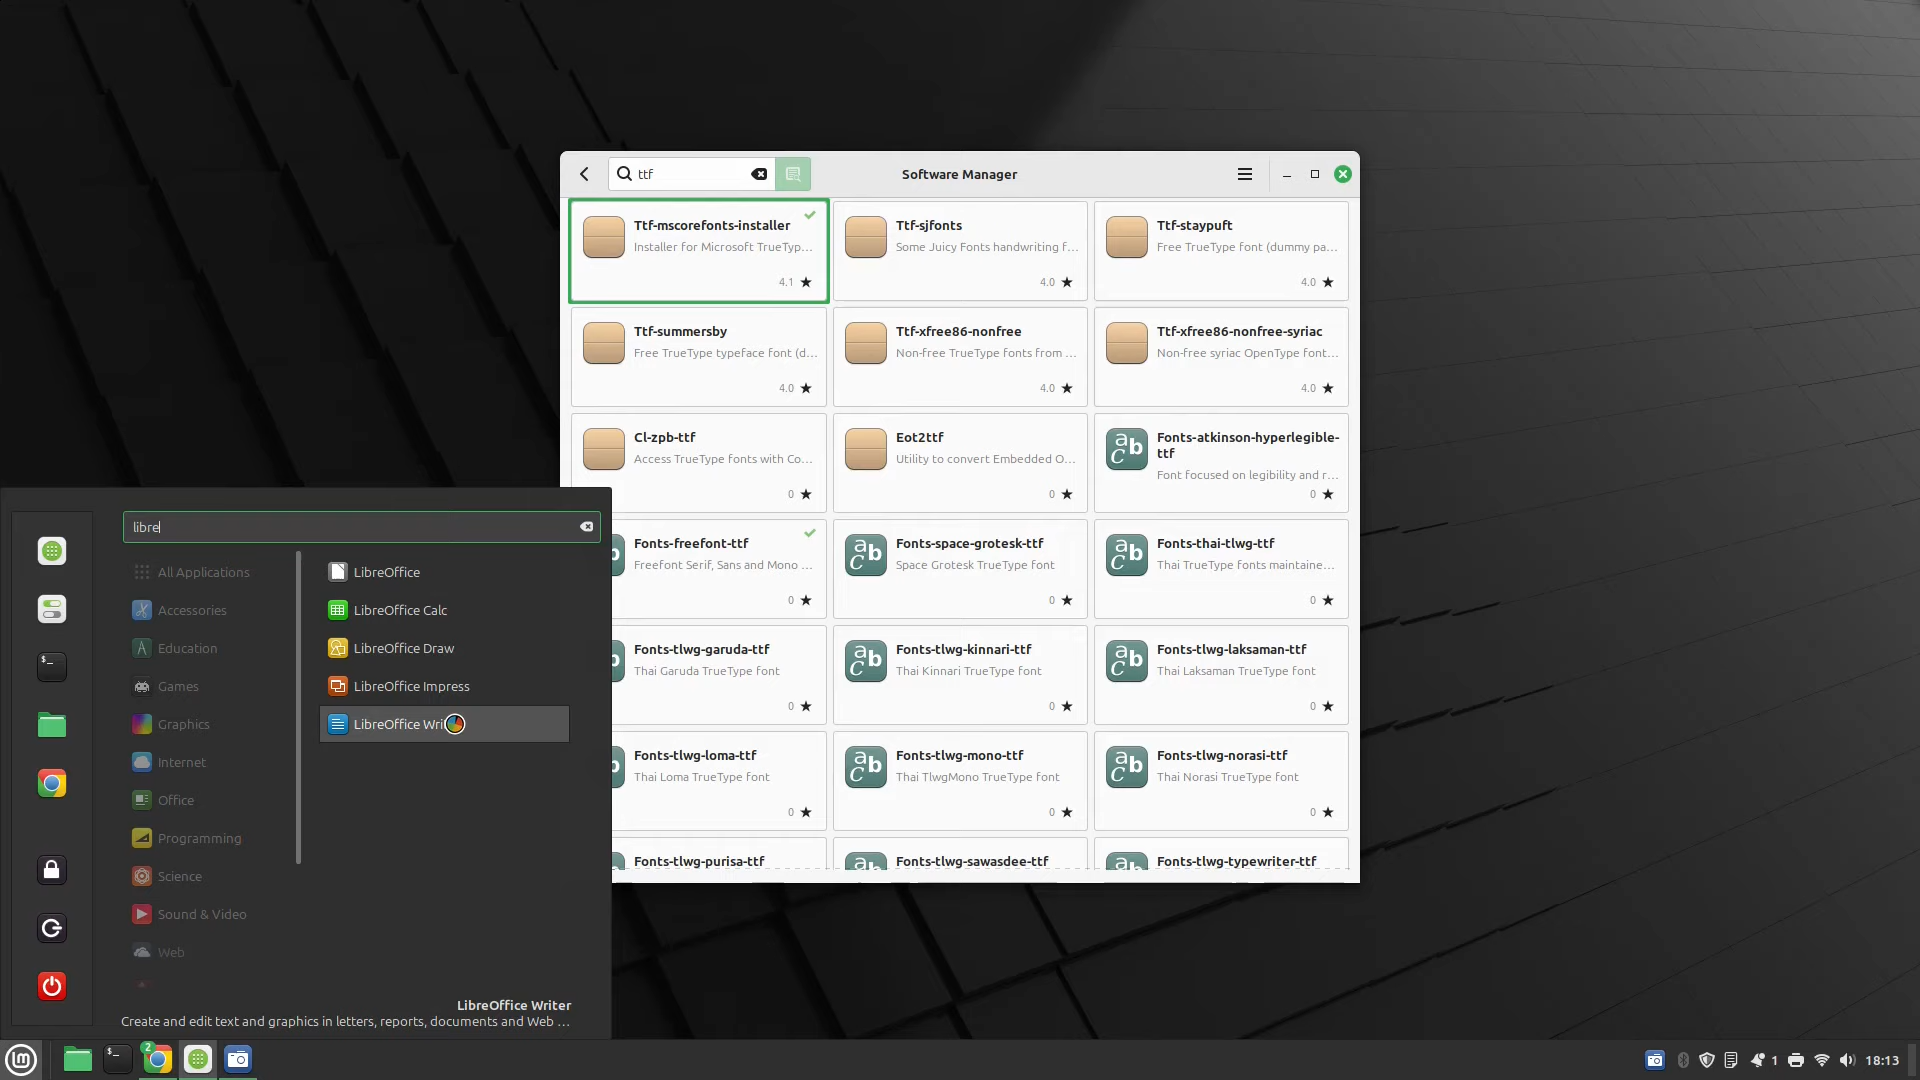 ttf
Software Manager
Ttf-mscorefonts-installer
Installer for Microsoft TrueTyp…
4.1
Ttf-sjfonts
Some Juicy Fonts handwriting f…
4.0
Ttf-staypuft
Free TrueType font (dummy pa…
4.0
Ttf-summersby
Free TrueType typeface font (d…
4.0
Ttf-xfree86-nonfree
Non-free TrueType fonts from …
4.0
Ttf-xfree86-nonfree-syriac
Non-free syriac OpenType font…
4.0
Cl-zpb-ttf
Access TrueType fonts with Co…
0
Eot2ttf
Utility to convert Embedded O…
0
Fonts-atkinson-hyperlegible-
ttf
Font focused on legibility and r…
0
Fonts-freefont-ttf
Freefont Serif, Sans and Mono …
0
Fonts-space-grotesk-ttf
Space Grotesk TrueType font
0
Fonts-thai-tlwg-ttf
Thai TrueType fonts maintaine…
0
Fonts-tlwg-garuda-ttf
Thai Garuda TrueType font
0
Fonts-tlwg-kinnari-ttf
Thai Kinnari TrueType font
0
Fonts-tlwg-laksaman-ttf
Thai Laksaman TrueType font
0
Fonts-tlwg-loma-ttf
Thai Loma TrueType font
0
Fonts-tlwg-mono-ttf
Thai TlwgMono TrueType font
0
Fonts-tlwg-norasi-ttf
Thai Norasi TrueType font
0
Fonts-tlwg-purisa-ttf
Fonts-tlwg-sawasdee-ttf
Fonts-tlwg-typewriter-ttf
libre
All Applications
Accessories
Education
Games
Graphics
Internet
Office
Programming
Science
Sound & Video
Web
LibreOffice
LibreOffice Calc
LibreOffice Draw
LibreOffice Impress
LibreOffice Wri
LibreOffice Writer
Create and edit text and graphics in letters, reports, documents and Web …
2
1
18:13